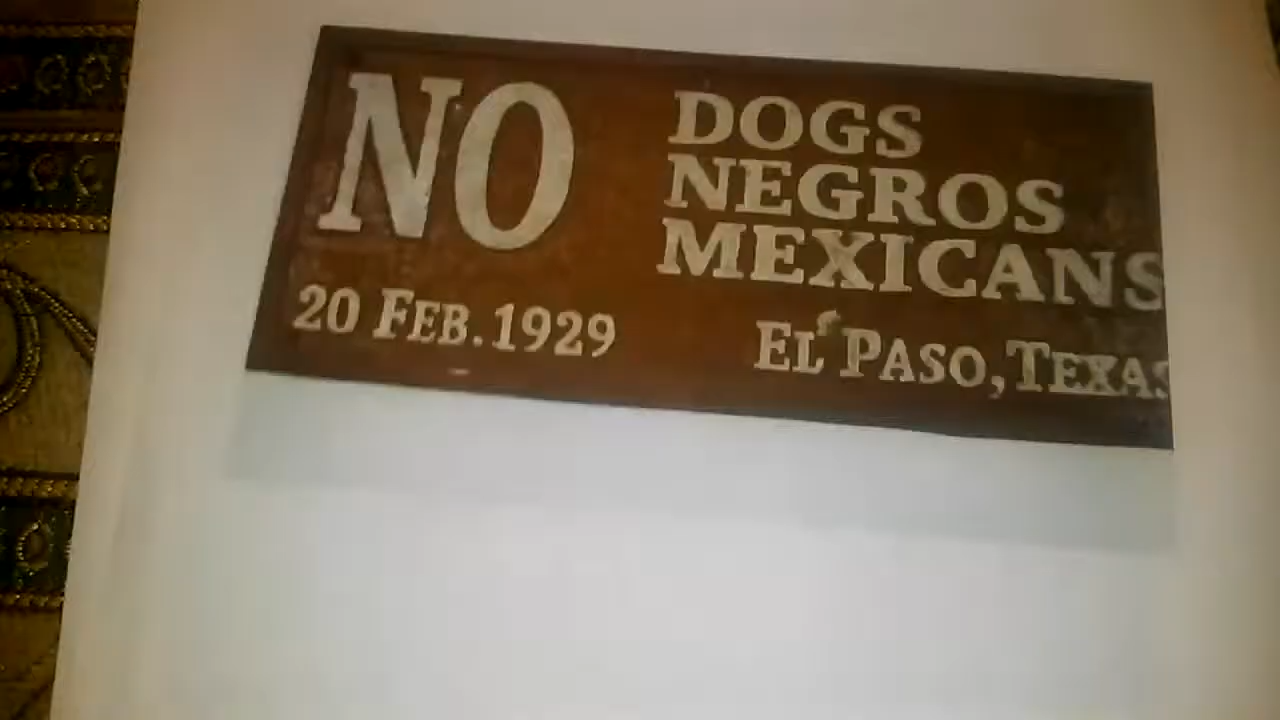 NO
DOGS
NEGROS
MEXICANS
20 FEB. 1929
EL PASO, TEXAS